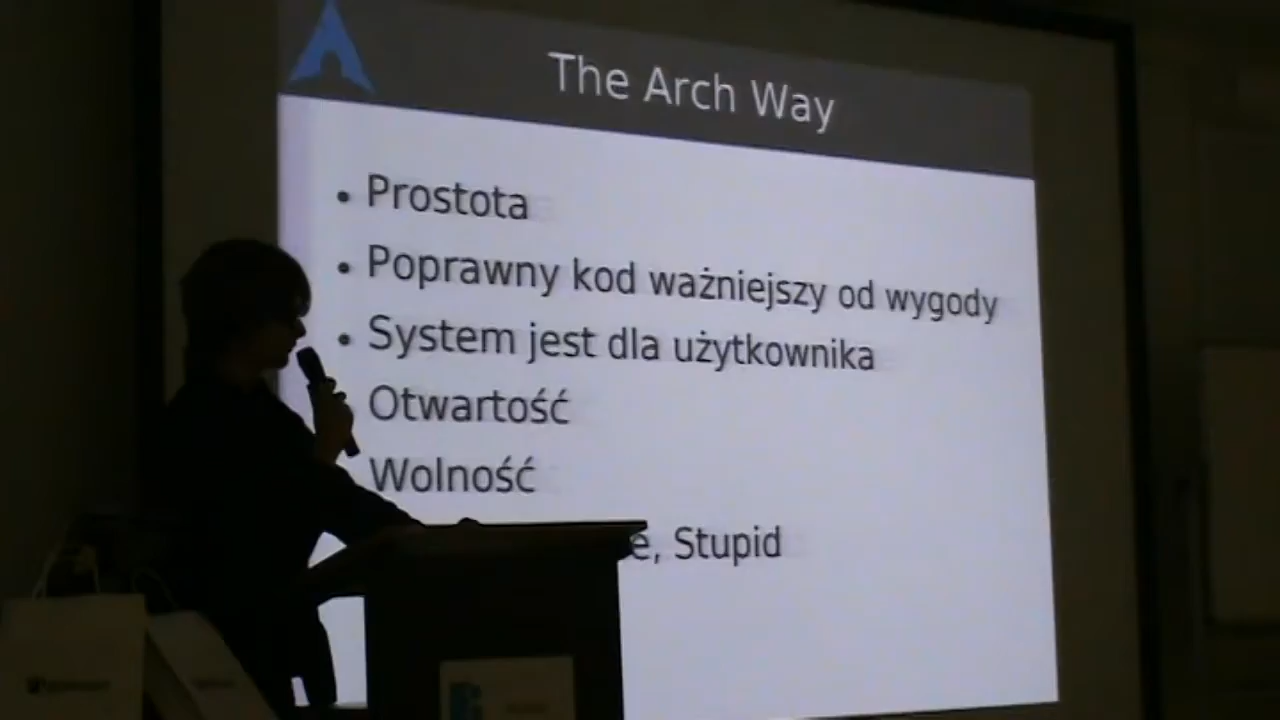 The Arch Way
• Prostota
• Poprawny kod ważniejszy od wygody
• System jest dla użytkownika
Otwartość
Wolność
e, Stupid